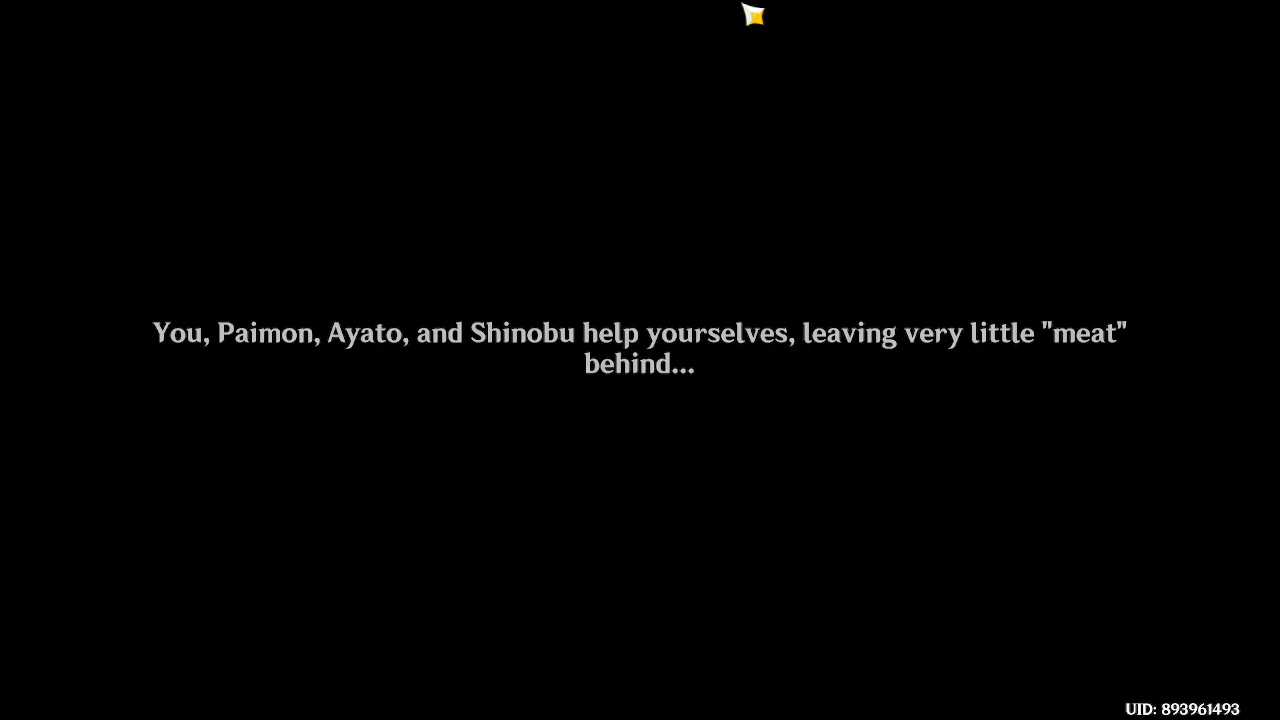 You, Paimon, Ayato, and Shinobu help yourselves, leaving very little "meat"
behind...
UID: 893961493